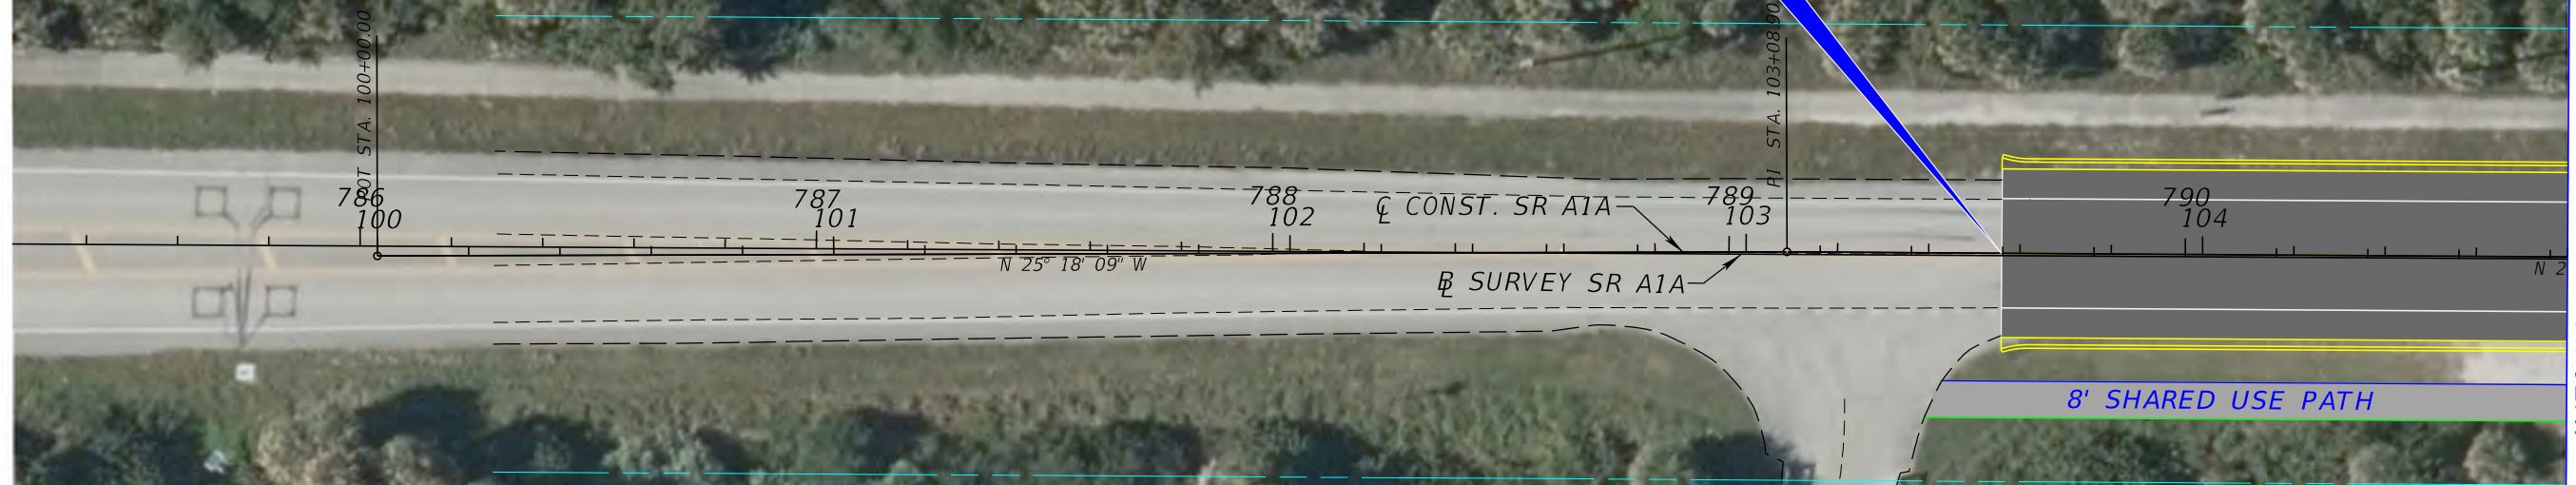 POT STA. 100+00.00
PI STA. 103+08.90
786
100
787
101
788
102
℄ CONST. SR A1A
789
103
790
104
N 25° 18' 09" W
B̲L SURVEY SR A1A
N 2
8' SHARED USE PATH